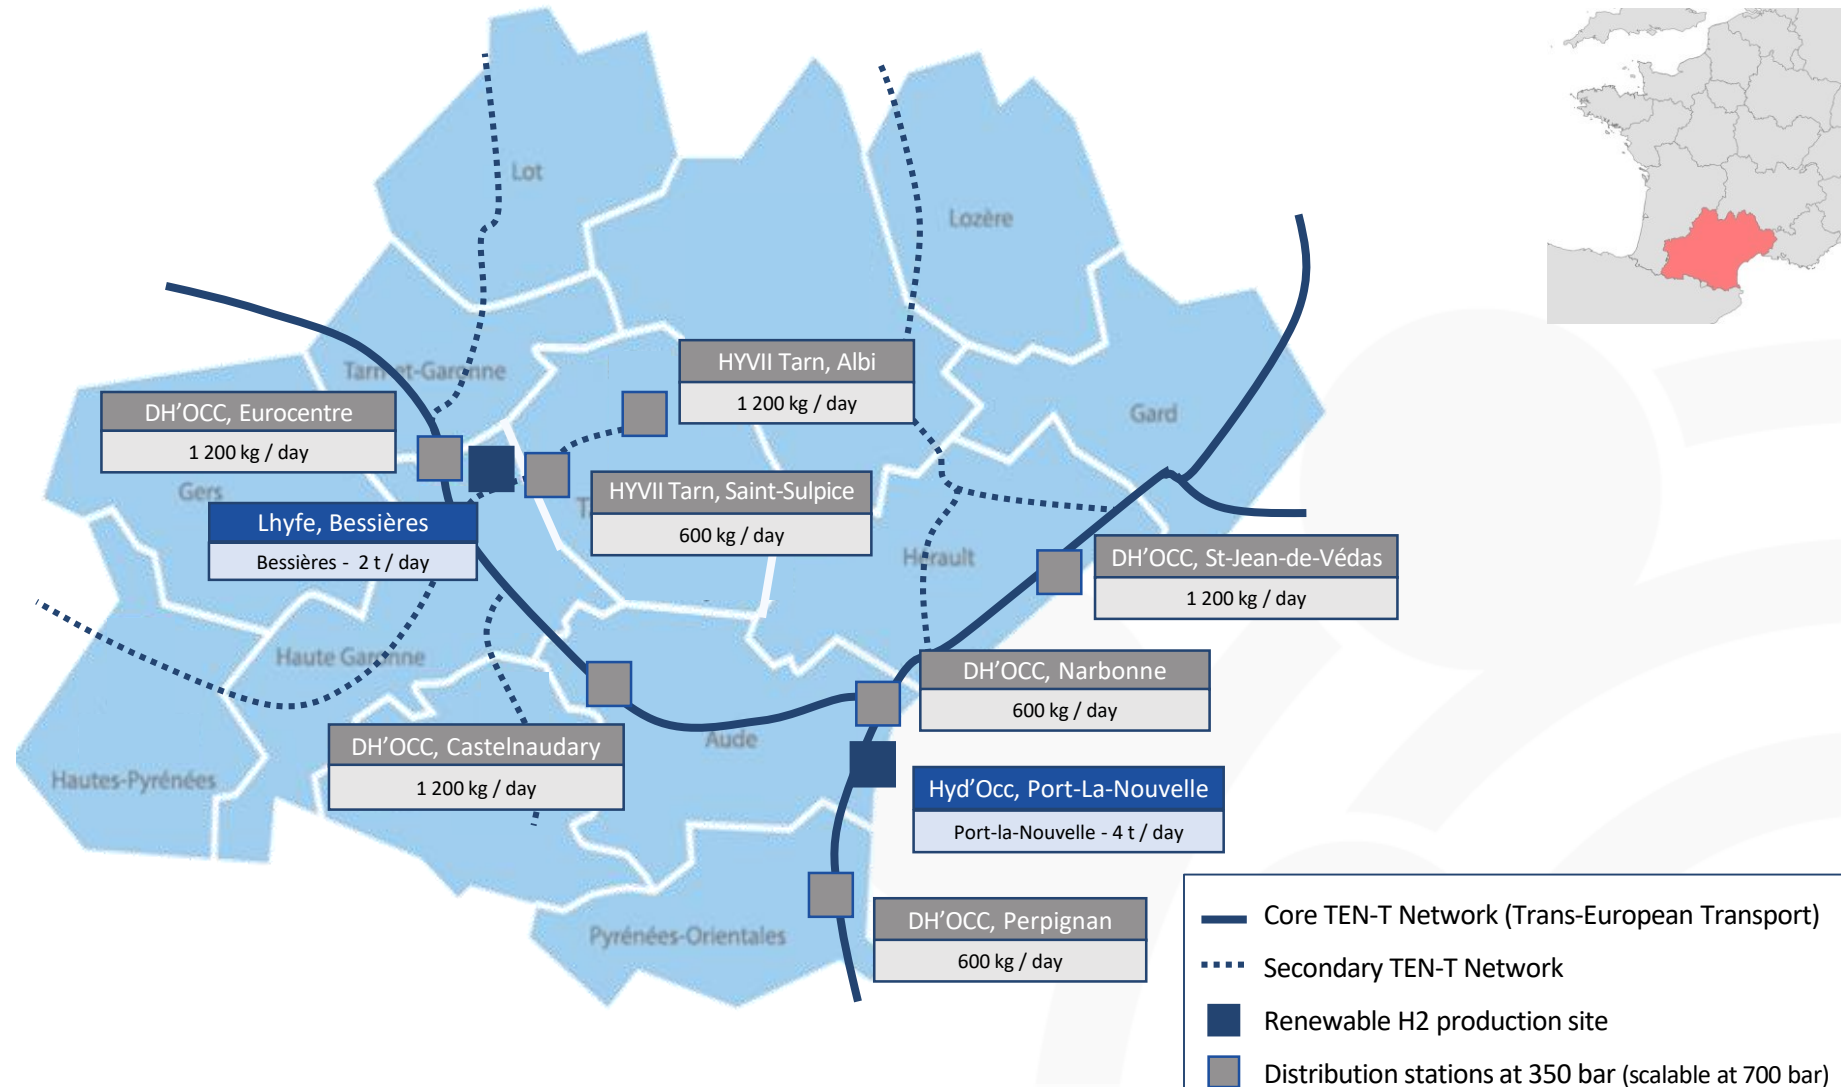 Lot
Lozère
Tarn-et-Garonne
HYVII Tarn, Albi
1 200 kg / day
DH'OCC, Eurocentre
1 200 kg / day
Gard
Gers
HYVII Tarn, Saint-Sulpice
600 kg / day
Lhyfe, Bessières
Bessières - 2 t / day
Hérault
DH'OCC, St-Jean-de-Védas
1 200 kg / day
Haute Garonne
DH'OCC, Narbonne
600 kg / day
DH'OCC, Castelnaudary
1 200 kg / day
Aude
Hautes-Pyrénées
Hyd'Occ, Port-La-Nouvelle
Port-la-Nouvelle - 4 t / day
Pyrénées-Orientales
DH'OCC, Perpignan
600 kg / day
Core TEN-T Network (Trans-European Transport)
Secondary TEN-T Network
Renewable H2 production site
Distribution stations at 350 bar (scalable at 700 bar)